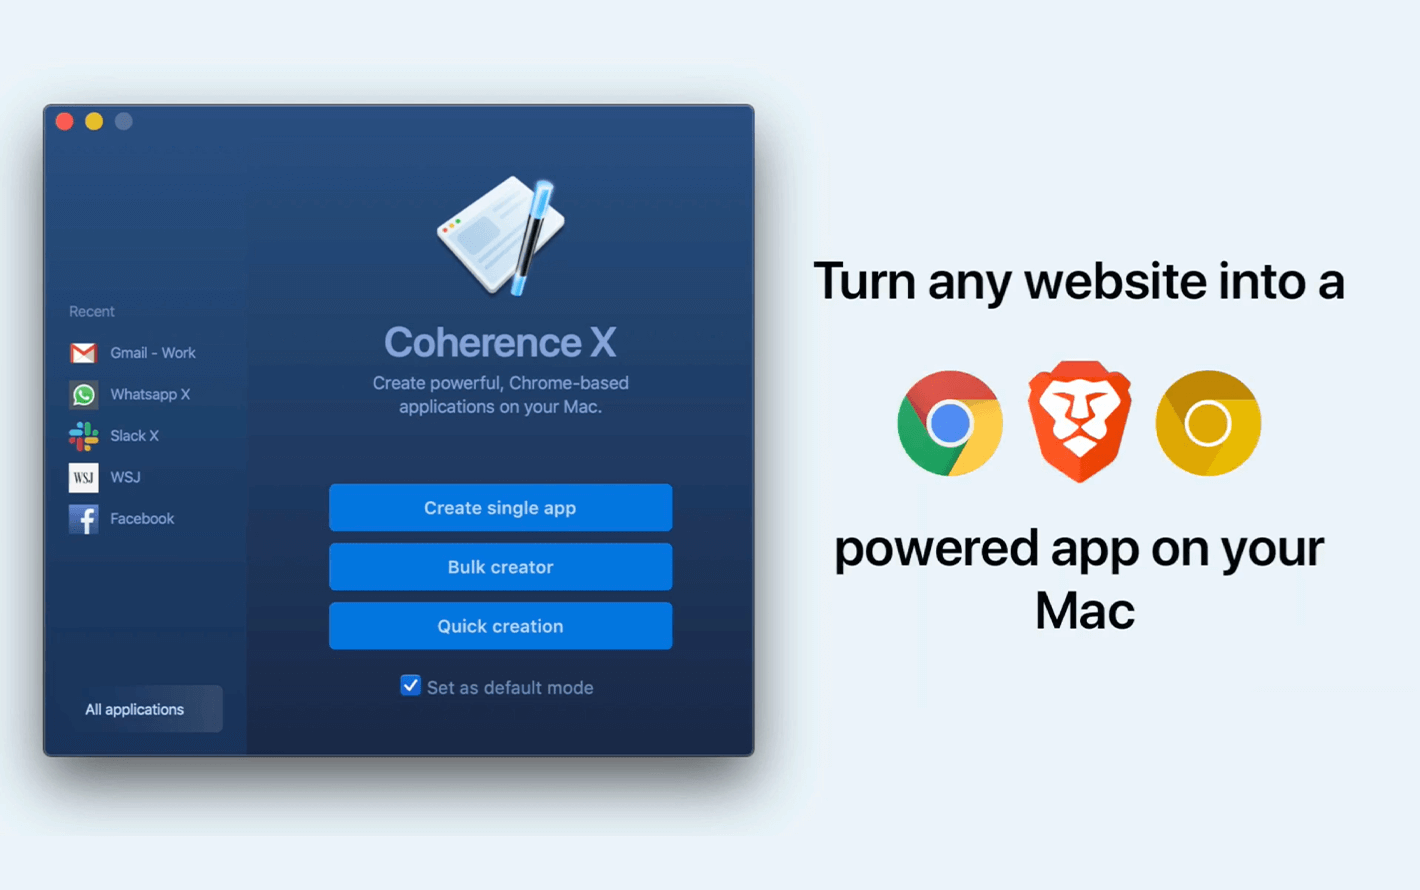 Recent
Gmail - Work
Whatsapp X
Slack X
WSJ
WSJ
Facebook
All applications
Coherence X
Create powerful, Chrome-based
applications on your Mac.
Create single app
Bulk creator
Quick creation
Set as default mode
Turn any website into a
powered app on your
Mac